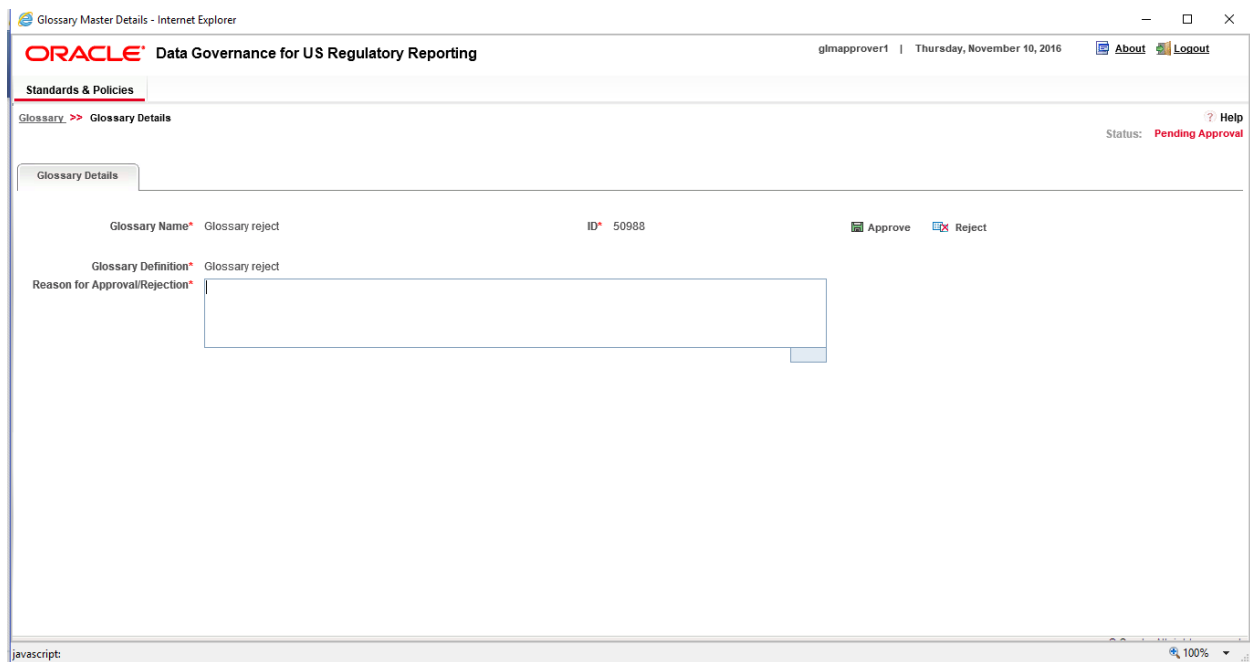 Glossary Master Details - Internet Explorer
ORACLE® Data Governance for US Regulatory Reporting
glmapprover1 | Thursday, November 10, 2016 About Logout
Standards & Policies
Glossary >> Glossary Details
? Help
Status: Pending Approval
Glossary Details
Glossary Name* Glossary reject ID* 50988 Approve Reject
Glossary Definition* Glossary reject
Reason for Approval/Rejection*
javascript: 100%